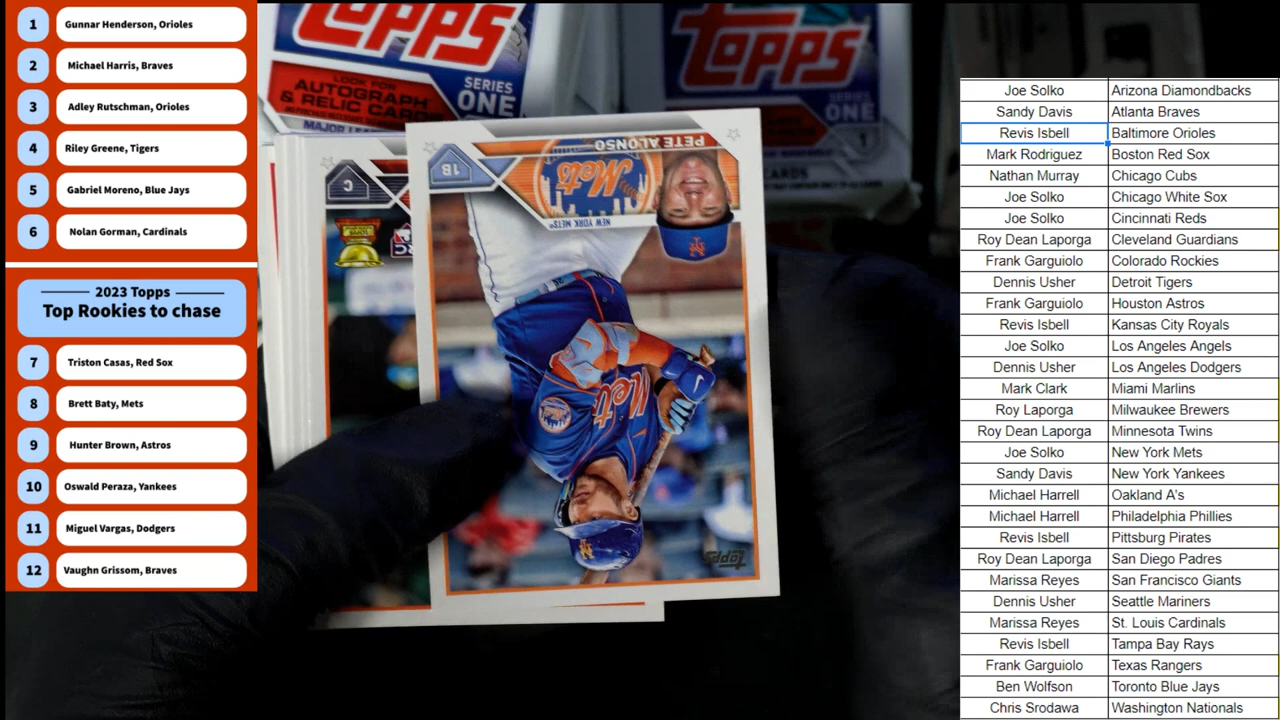 1
Gunnar Henderson, Orioles
2
Michael Harris, Braves
3
Adley Rutschman, Orioles
4
Riley Greene, Tigers
5
Gabriel Moreno, Blue Jays
6
Nolan Gorman, Cardinals
2023 Topps
Top Rookies to chase
7
Triston Casas, Red Sox
8
Brett Baty, Mets
9
Hunter Brown, Astros
10
Oswald Peraza, Yankees
11
Miguel Vargas, Dodgers
12
Vaughn Grissom, Braves
TOPPS
LOOK FOR
AUTOGRAPH
& RELIC CARDS
SERIES
ONE
TOPPS
SERIES
ONE
1
CARDS
C
PETE ALONSO
1B
Mets
NEW YORK METS
Mets
topps
Joe Solko Arizona Diamondbacks
Sandy Davis Atlanta Braves
Revis Isbell Baltimore Orioles
Mark Rodriguez Boston Red Sox
Nathan Murray Chicago Cubs
Joe Solko Chicago White Sox
Joe Solko Cincinnati Reds
Roy Dean Laporga Cleveland Guardians
Frank Garguiolo Colorado Rockies
Dennis Usher Detroit Tigers
Frank Garguiolo Houston Astros
Revis Isbell Kansas City Royals
Joe Solko Los Angeles Angels
Dennis Usher Los Angeles Dodgers
Mark Clark Miami Marlins
Roy Laporga Milwaukee Brewers
Roy Dean Laporga Minnesota Twins
Joe Solko New York Mets
Sandy Davis New York Yankees
Michael Harrell Oakland A's
Michael Harrell Philadelphia Phillies
Revis Isbell Pittsburg Pirates
Roy Dean Laporga San Diego Padres
Marissa Reyes San Francisco Giants
Dennis Usher Seattle Mariners
Marissa Reyes St. Louis Cardinals
Revis Isbell Tampa Bay Rays
Frank Garguiolo Texas Rangers
Ben Wolfson Toronto Blue Jays
Chris Srodawa Washington Nationals